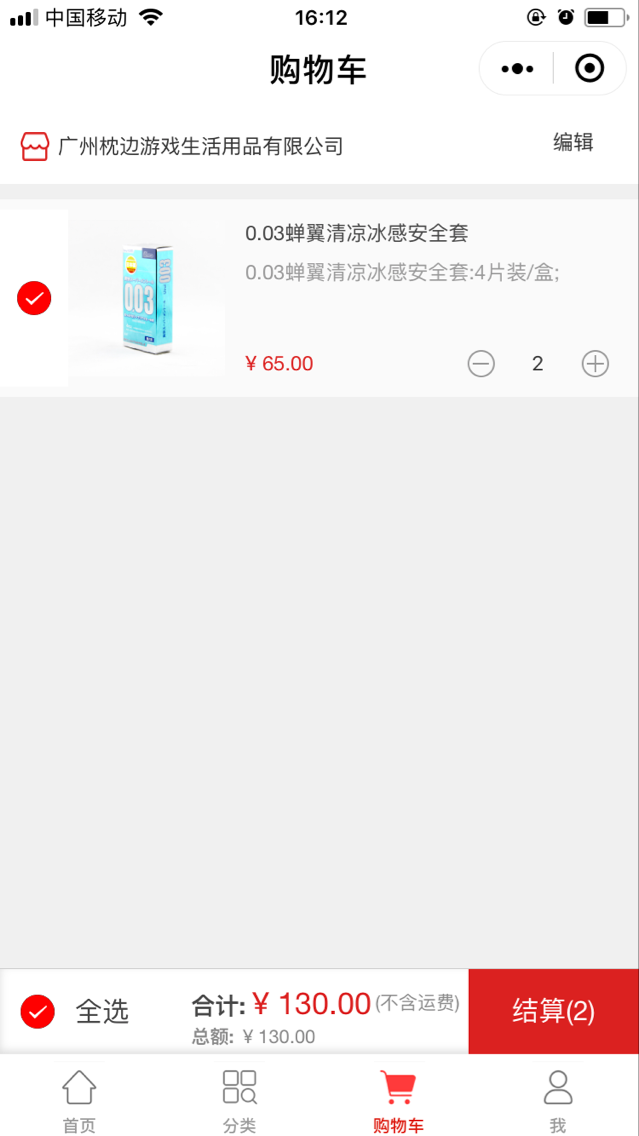 中国移动
16:12
购物车
广州枕边游戏生活用品有限公司
编辑
003
0.03蝉翼清凉冰感安全套
0.03蝉翼清凉冰感安全套:4片装/盒;
¥ 65.00
2
全选
合计: ¥ 130.00 (不含运费)
总额: ¥ 130.00
结算(2)
首页
分类
购物车
我